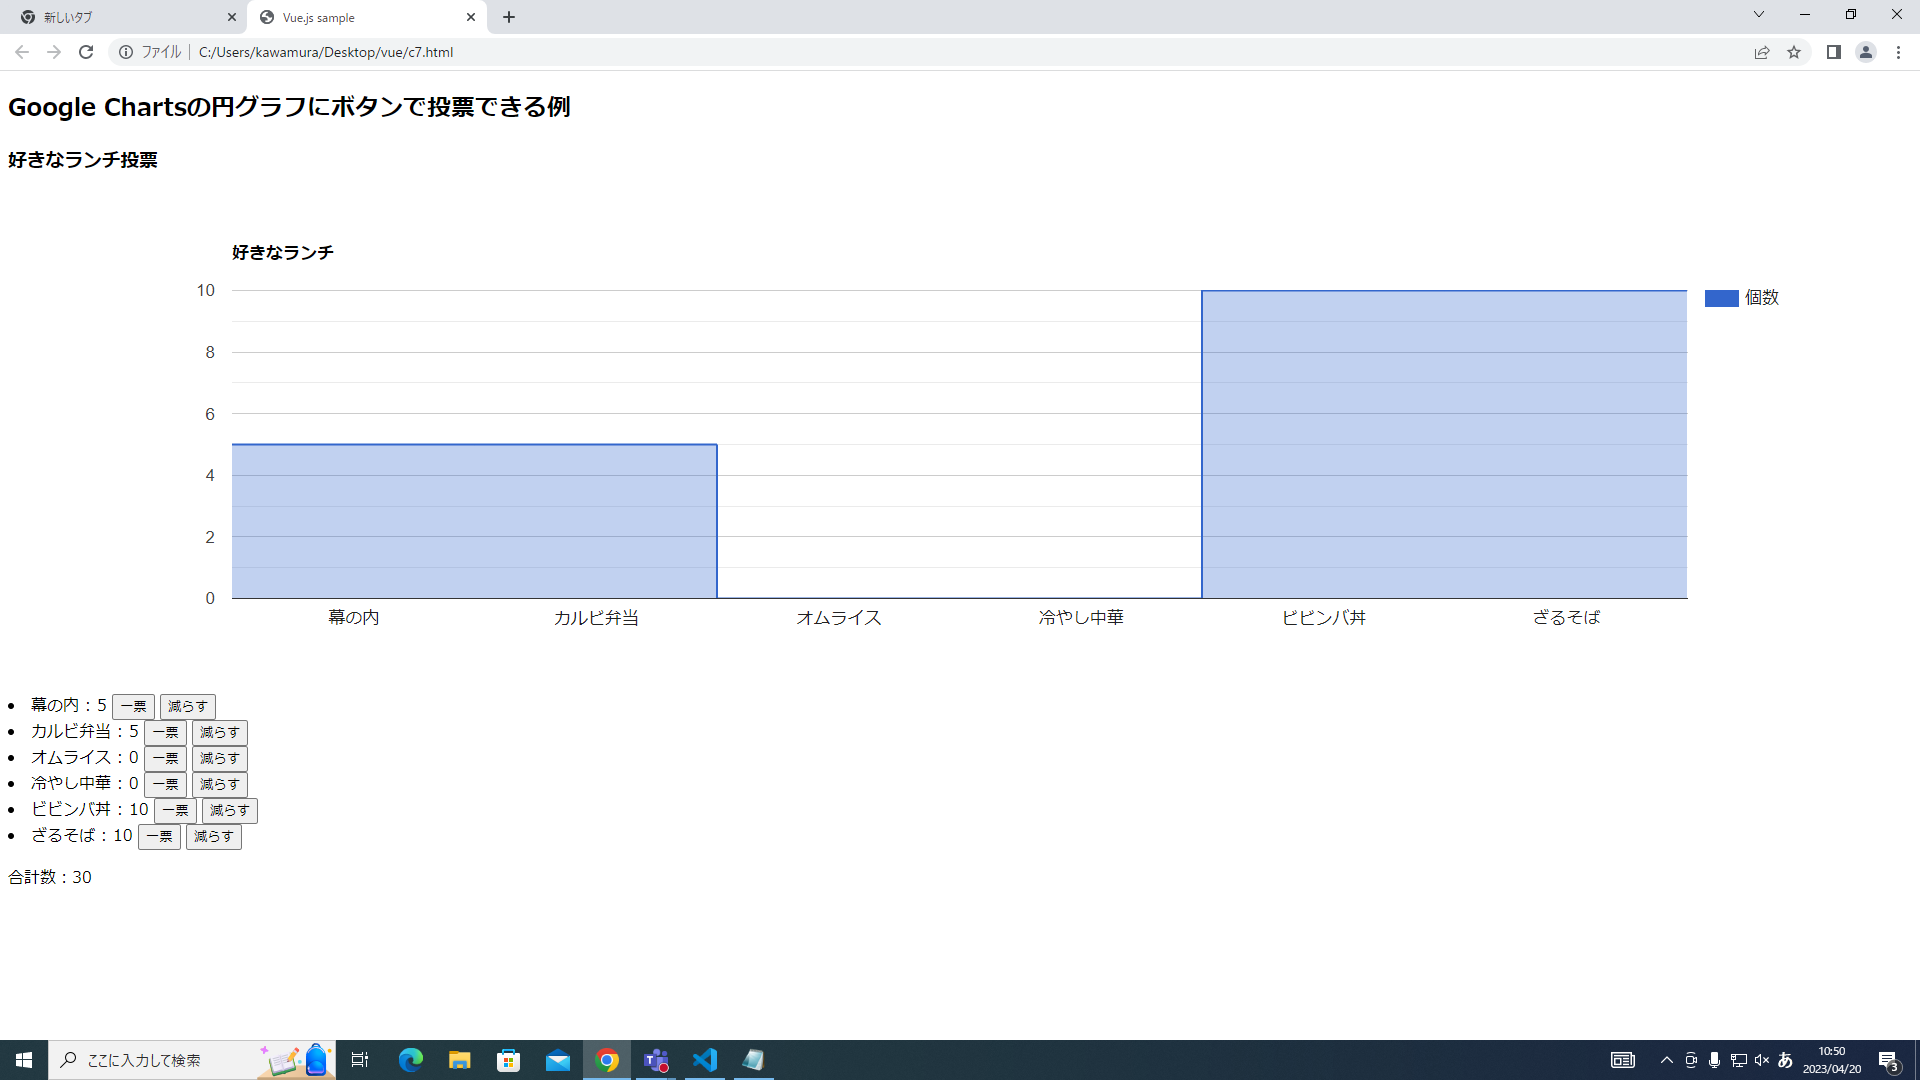 新しいタブ
Vue.js sample
ファイル
C:/Users/kawamura/Desktop/vue/c7.html
Google Chartsの円グラフにボタンで投票できる例
好きなランチ投票
好きなランチ
10
8
6
4
2
0
個数
幕の内 カルビ弁当 オムライス 冷やし中華 ビビンバ丼 ざるそば
幕の内：5 一票 減らす
カルビ弁当：5 一票 減らす
オムライス：0 一票 減らす
冷やし中華：0 一票 減らす
ビビンバ丼：10 一票 減らす
ざるそば：10 一票 減らす
合計数：30
ここに入力して検索
あ
10:50
2023/04/20
3